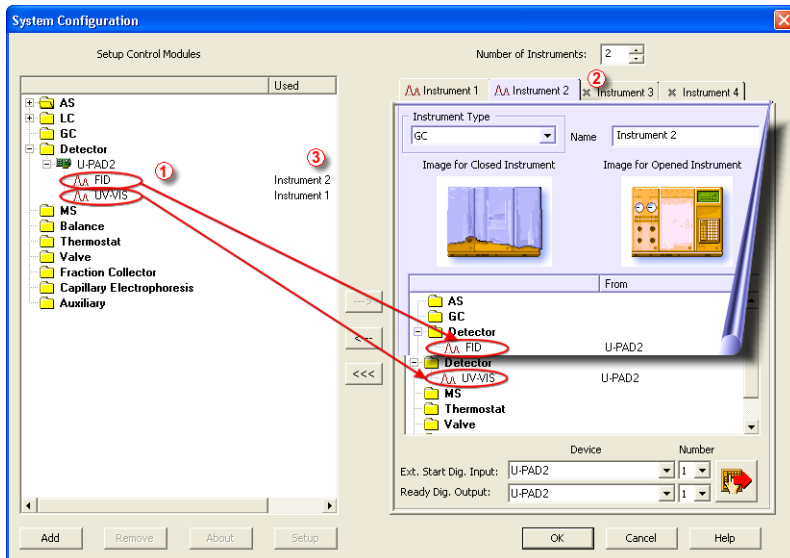 System Configuration
Setup Control Modules
Number of Instruments: 2
Used
AS
LC
GC
Detector
U-PAD2
① ③
FID Instrument 2
UV-VIS Instrument 1
MS
Balance
Thermostat
Valve
Fraction Collector
Capillary Electrophoresis
Auxiliary
--->
<---
<<<
②
Instrument 1 Instrument 2 Instrument 3 Instrument 4
Instrument Type
GC Name Instrument 2
Image for Closed Instrument Image for Opened Instrument
From
AS
GC
Detector
FID U-PAD2
Detector
UV-VIS U-PAD2
MS
Thermostat
Valve
Device Number
Ext. Start Dig. Input: U-PAD2 1
Ready Dig. Output: U-PAD2 1
Add Remove About Setup OK Cancel Help